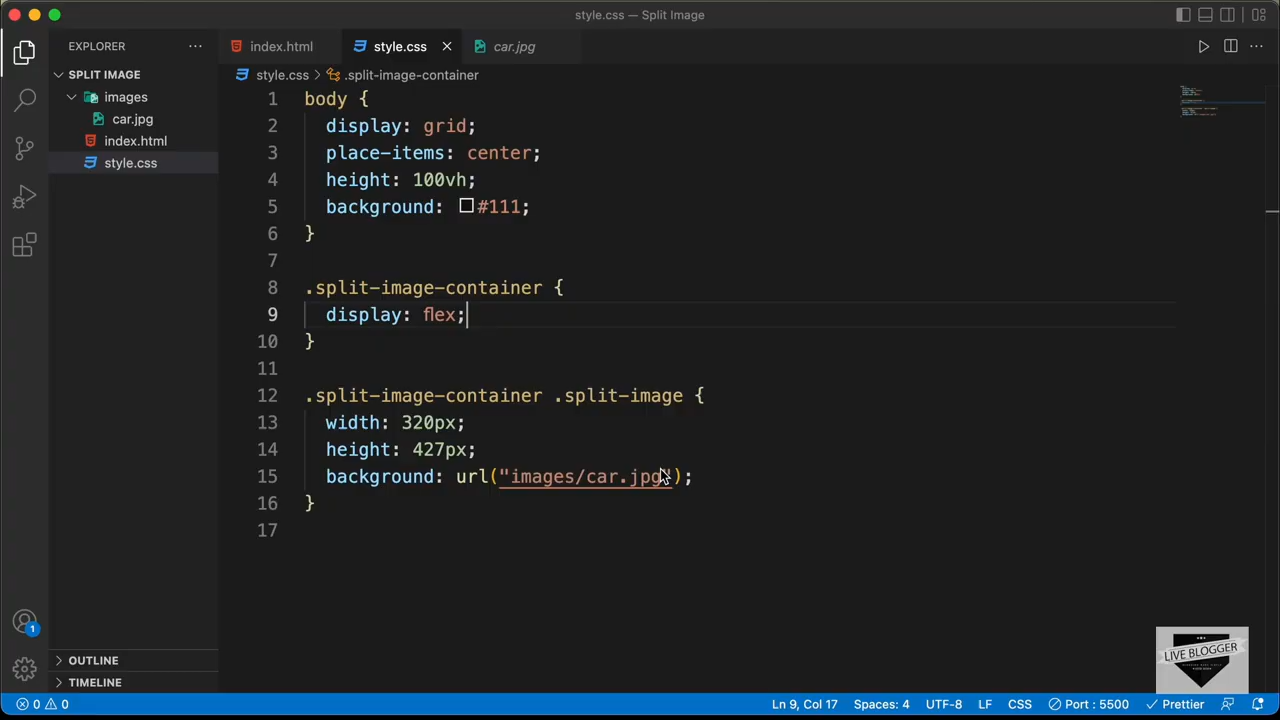 style.css — Split Image
EXPLORER
index.html
style.css
car.jpg
SPLIT IMAGE
images
car.jpg
index.html
style.css
style.css > .split-image-container
1 body {
2 display: grid;
3 place-items: center;
4 height: 100vh;
5 background: #111;
6 }
7
8 .split-image-container {
9 display: flex;
10 }
11
12 .split-image-container .split-image {
13 width: 320px;
14 height: 427px;
15 background: url("images/car.jpg");
16 }
17
1
OUTLINE
TIMELINE
LIVE BLOGGER
0 0
Ln 9, Col 17 Spaces: 4 UTF-8 LF CSS Port : 5500 Prettier